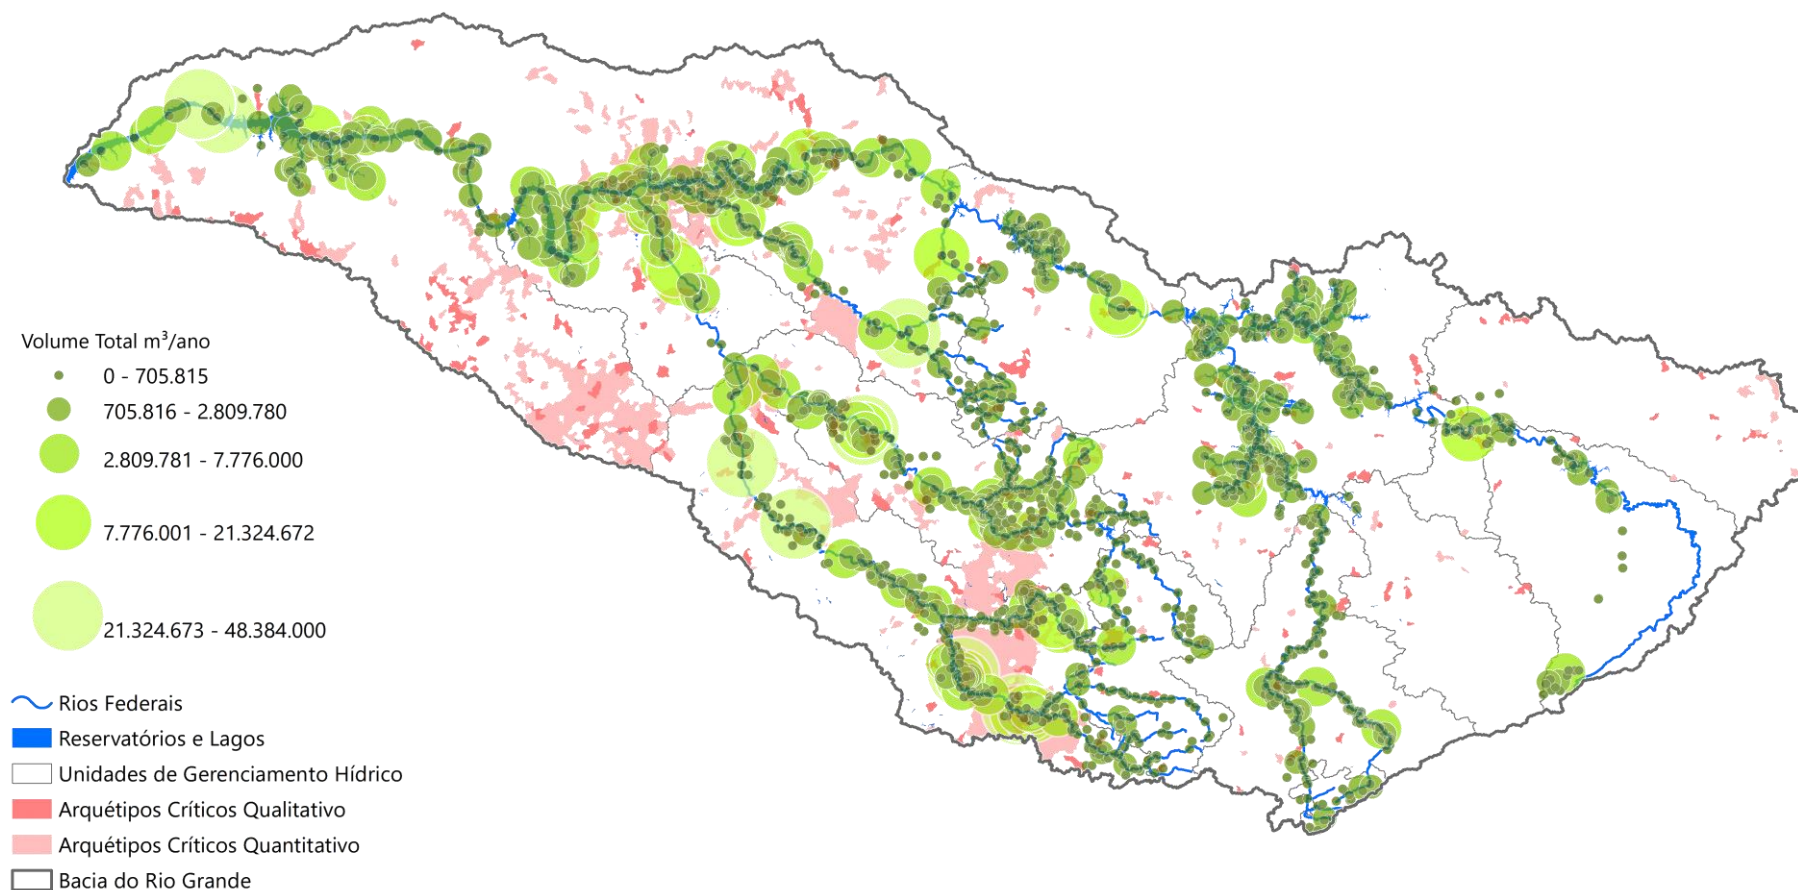 Volume Total m³/ano
0 - 705.815
705.816 - 2.809.780
2.809.781 - 7.776.000
7.776.001 - 21.324.672
21.324.673 - 48.384.000
Rios Federais
Reservatórios e Lagos
Unidades de Gerenciamento Hídrico
Arquétipos Críticos Qualitativo
Arquétipos Críticos Quantitativo
Bacia do Rio Grande